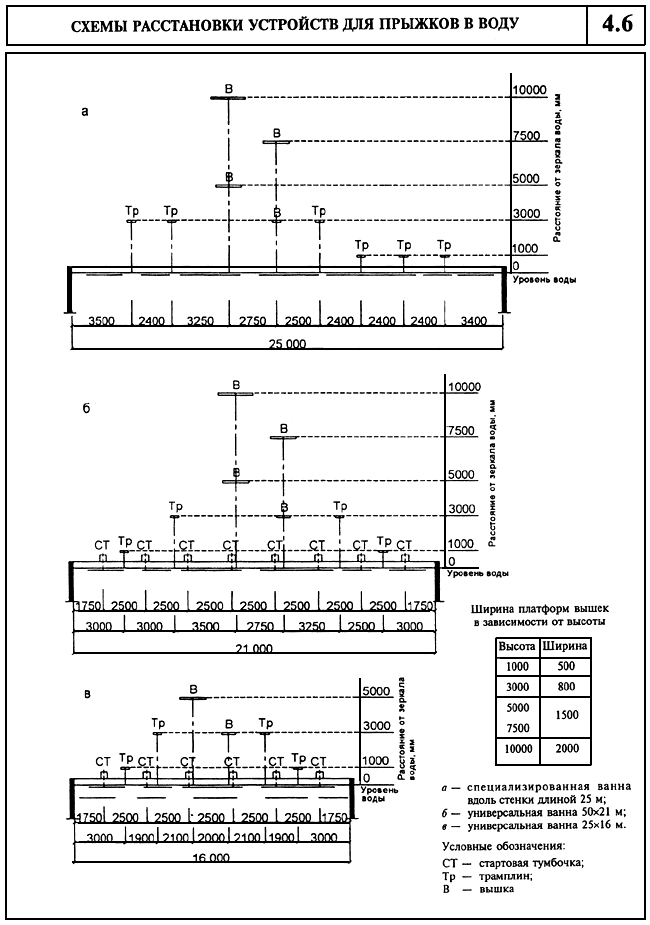 СХЕМЫ РАССТАНОВКИ УСТРОЙСТВ ДЛЯ ПРЫЖКОВ В ВОДУ
4.6
а
В
10000
В
7500
В
5000
Тр Тр В Тр
3000
Тр Тр Тр
1000
0
Уровень воды
Расстояние от зеркала воды, мм
3500 2400 3250 2750 2500 2400 2400 2400 3400
25 000
б
В
10000
В
7500
В
5000
Тр В Тр
3000
СТ Тр СТ СТ СТ СТ СТ СТ Тр СТ
1000
0
Уровень воды
Расстояние от зеркала воды, мм
1750 2500 2500 2500 2500 2500 2500 2500 1750
3000 3000 3500 2750 3250 2500 3000
21 000
в
В
5000
Тр В Тр
3000
СТ Тр СТ СТ СТ СТ Тр СТ
1000
0
Уровень
воды
Расстояние от зеркала
воды, мм
1750 2500 2500 2500 2500 2500 1750
3000 1900 2100 2000 2100 1900 3000
16 000
Ширина платформ вышек
в зависимости от высоты
Высота Ширина
1000 500
3000 800
5000
1500
7500
10000 2000
а — специализированная ванна
вдоль стенки длиной 25 м;
б — универсальная ванна 50×21 м;
в — универсальная ванна 25×16 м.
Условные обозначения:
СТ — стартовая тумбочка;
Тр — трамплин;
В — вышка